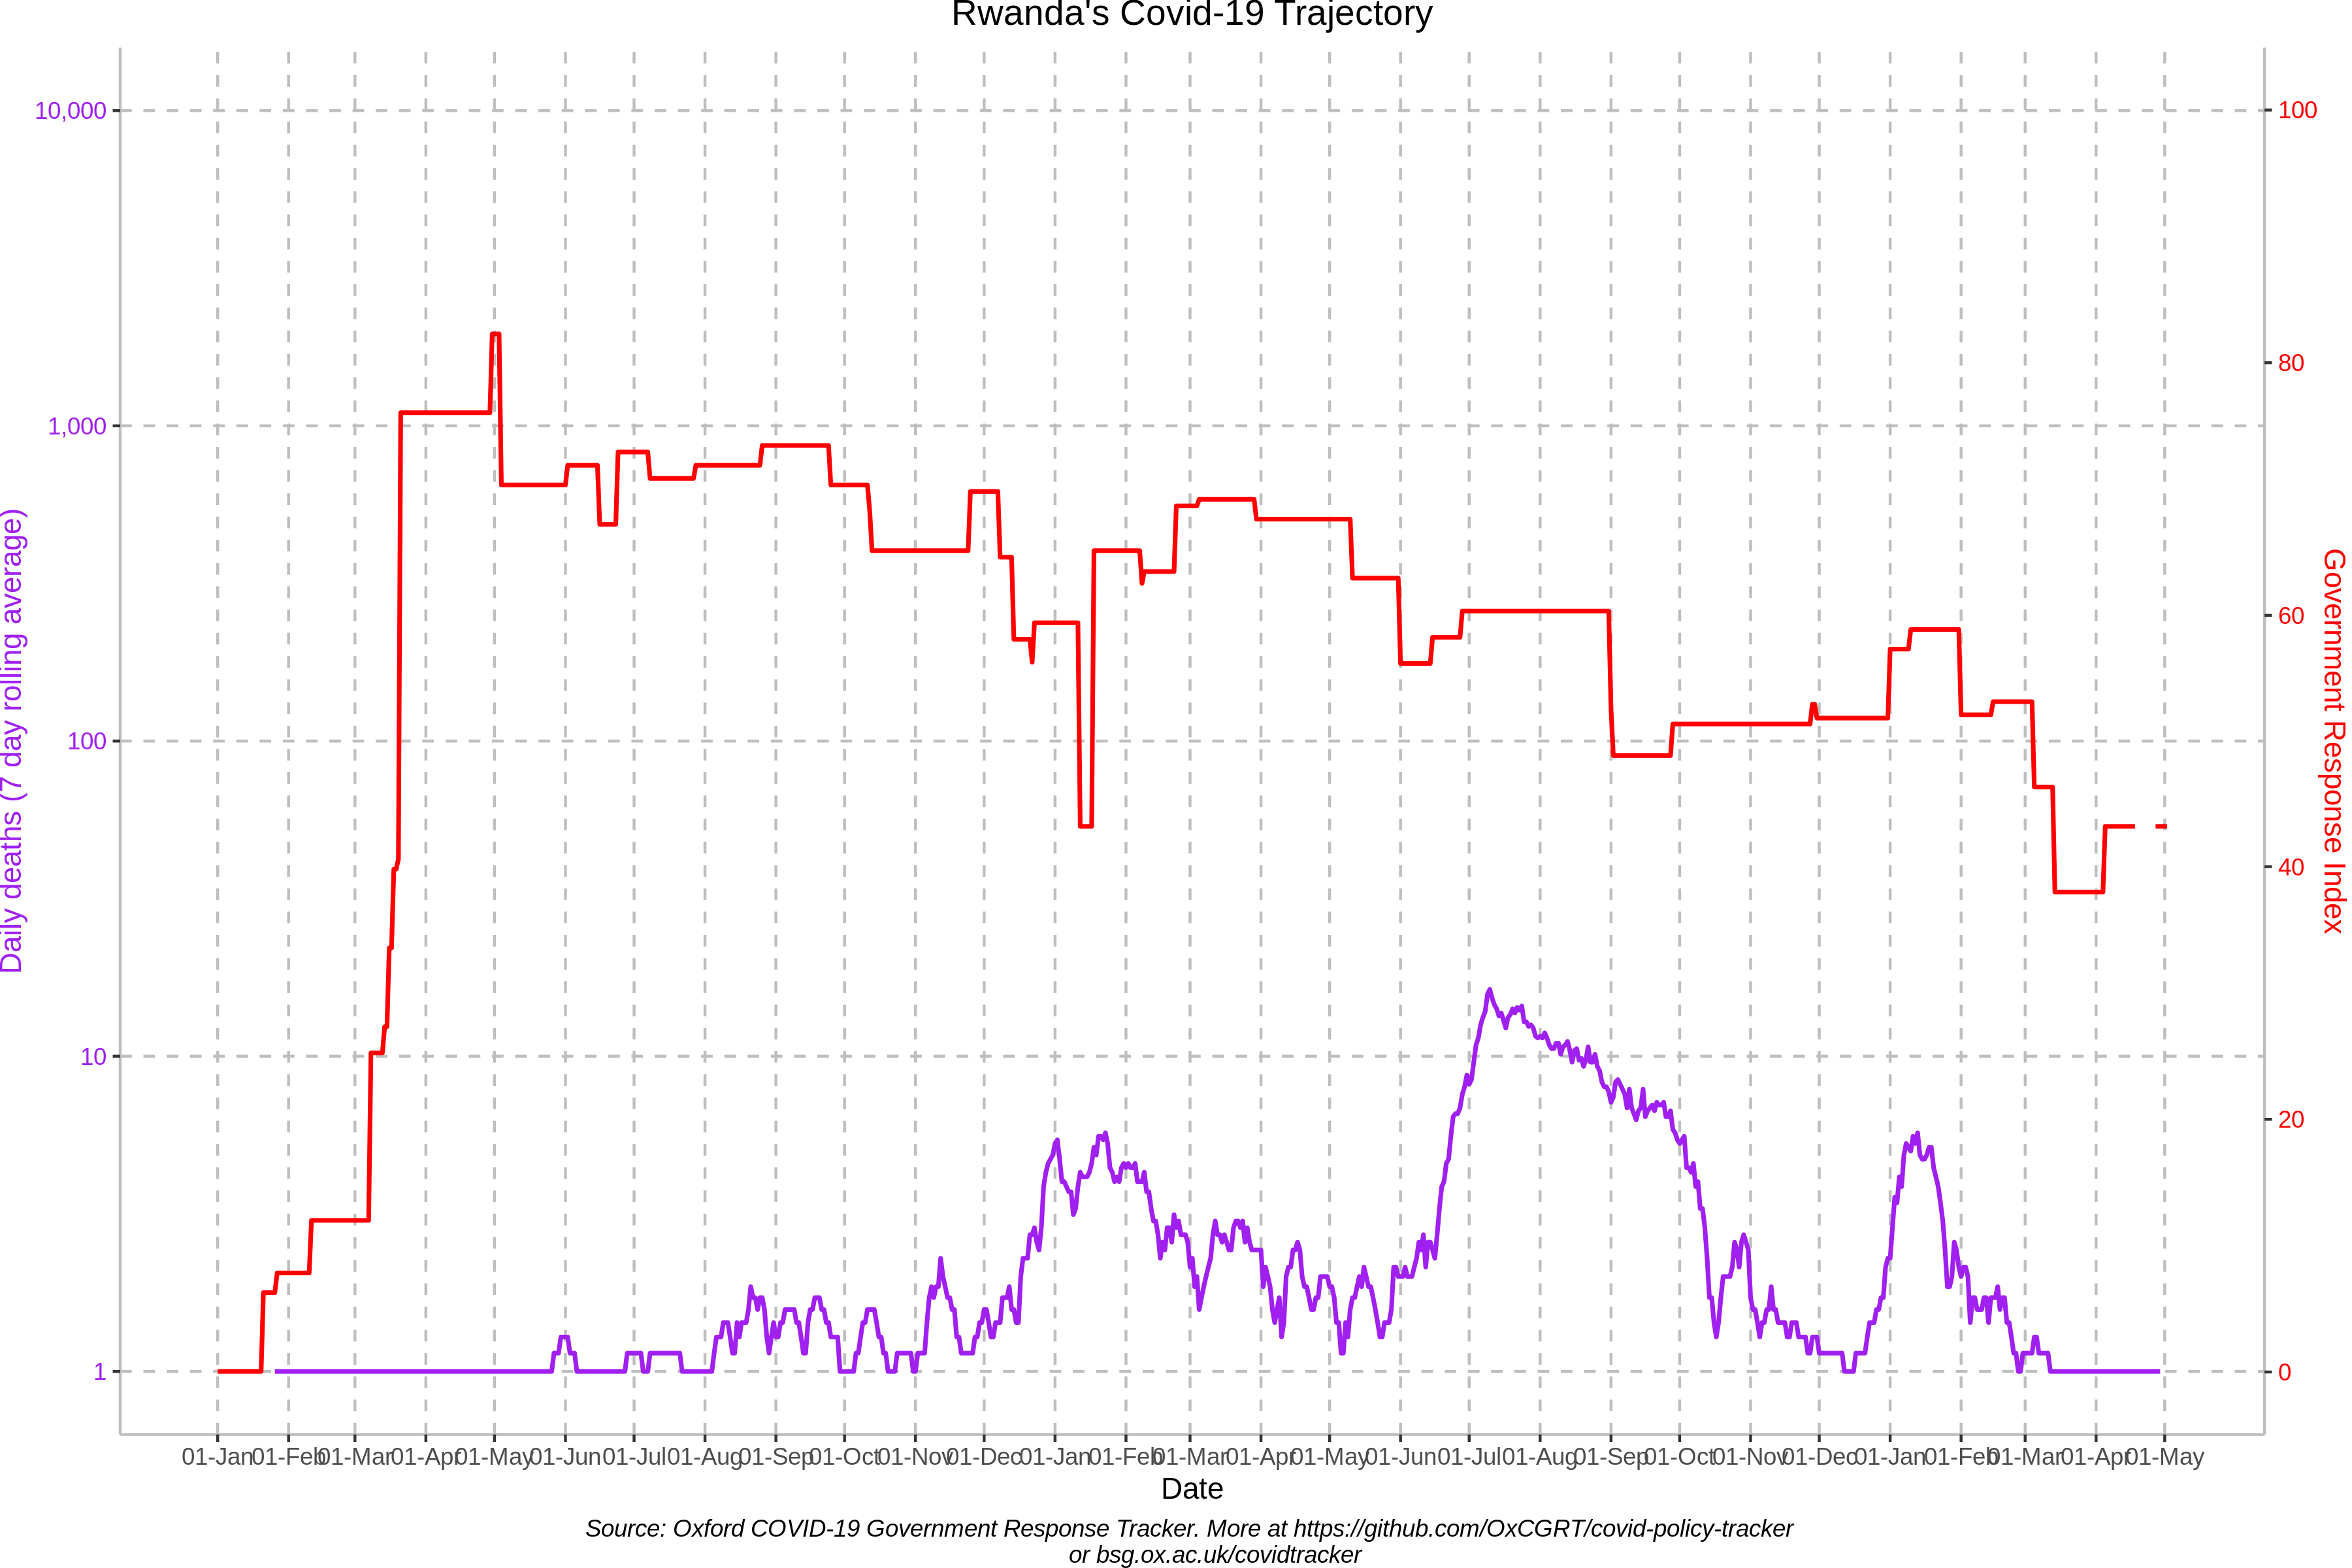 Rwanda's Covid-19 Trajectory
10,000
1,000
100
10
1
Daily deaths (7 day rolling average)
100
80
60
40
20
0
Government Response Index
01-Jan 01-Feb 01-Mar 01-Apr 01-May 01-Jun 01-Jul 01-Aug 01-Sep 01-Oct 01-Nov 01-Dec 01-Jan 01-Feb 01-Mar 01-Apr 01-May 01-Jun 01-Jul 01-Aug 01-Sep 01-Oct 01-Nov 01-Dec 01-Jan 01-Feb 01-Mar 01-Apr 01-May
Date
Source: Oxford COVID-19 Government Response Tracker. More at https://github.com/OxCGRT/covid-policy-tracker
or bsg.ox.ac.uk/covidtracker